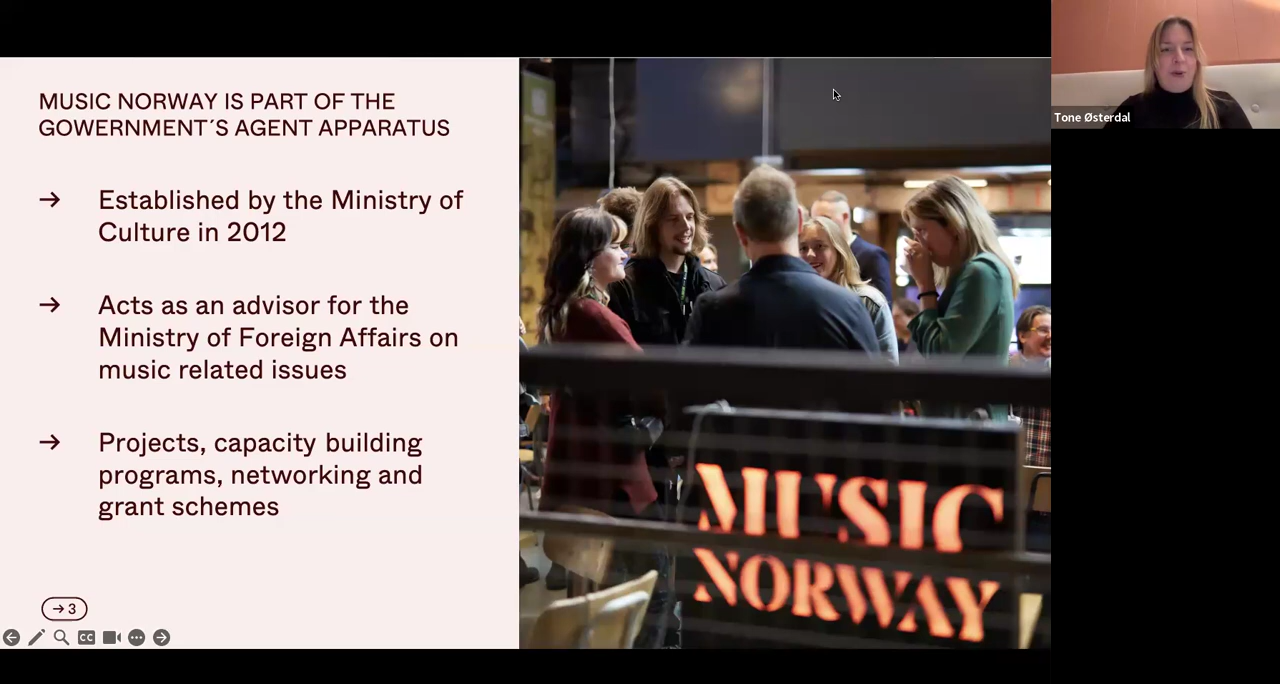 MUSIC NORWAY IS PART OF THE
GOWERNMENT´S AGENT APPARATUS
→ Established by the Ministry of
Culture in 2012
→ Acts as an advisor for the
Ministry of Foreign Affairs on
music related issues
→ Projects, capacity building
programs, networking and
grant schemes
→ 3
CC
MUSIC
NORWAY
Tone Østerdal